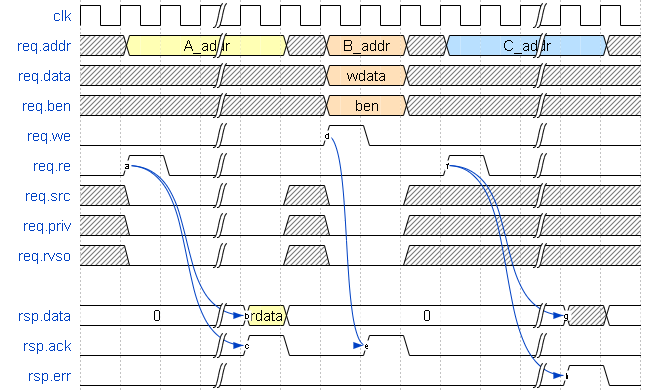 clk
req.addr A_addr B_addr C_addr
req.data wdata
req.ben ben
req.we d
req.re a f
req.src
req.priv
req.rvso
rsp.data 0 b rdata 0 g
rsp.ack c e
rsp.err